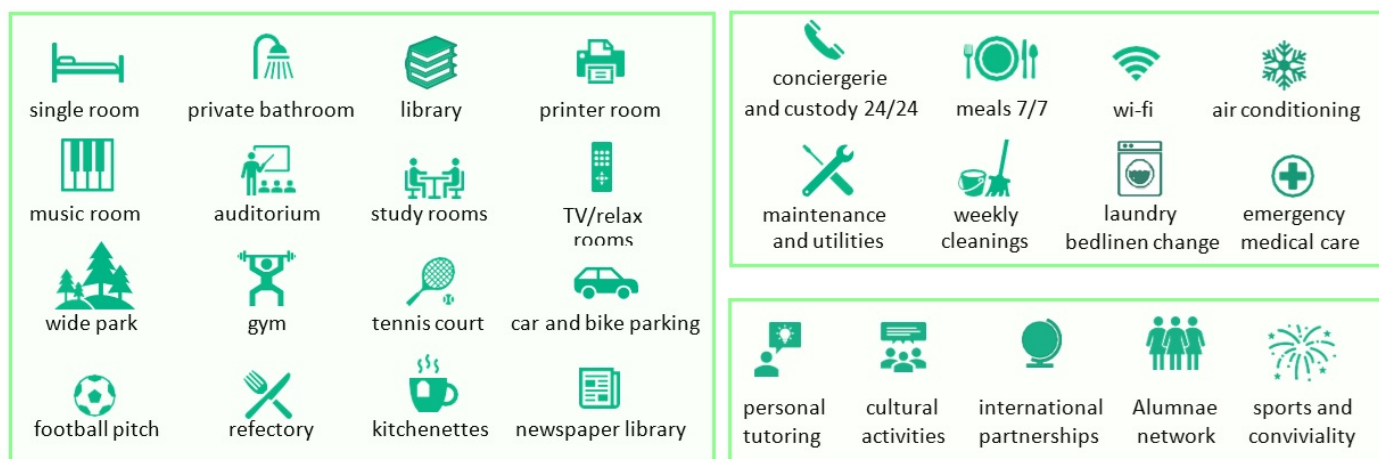 single room
private bathroom
library
printer room
music room
auditorium
study rooms
TV/relax
rooms
wide park
gym
tennis court
car and bike parking
football pitch
refectory
kitchenettes
newspaper library
conciergerie
and custody 24/24
meals 7/7
wi-fi
air conditioning
maintenance
and utilities
weekly
cleanings
laundry
bedlinen change
emergency
medical care
personal
tutoring
cultural
activities
international
partnerships
Alumnae
network
sports and
conviviality